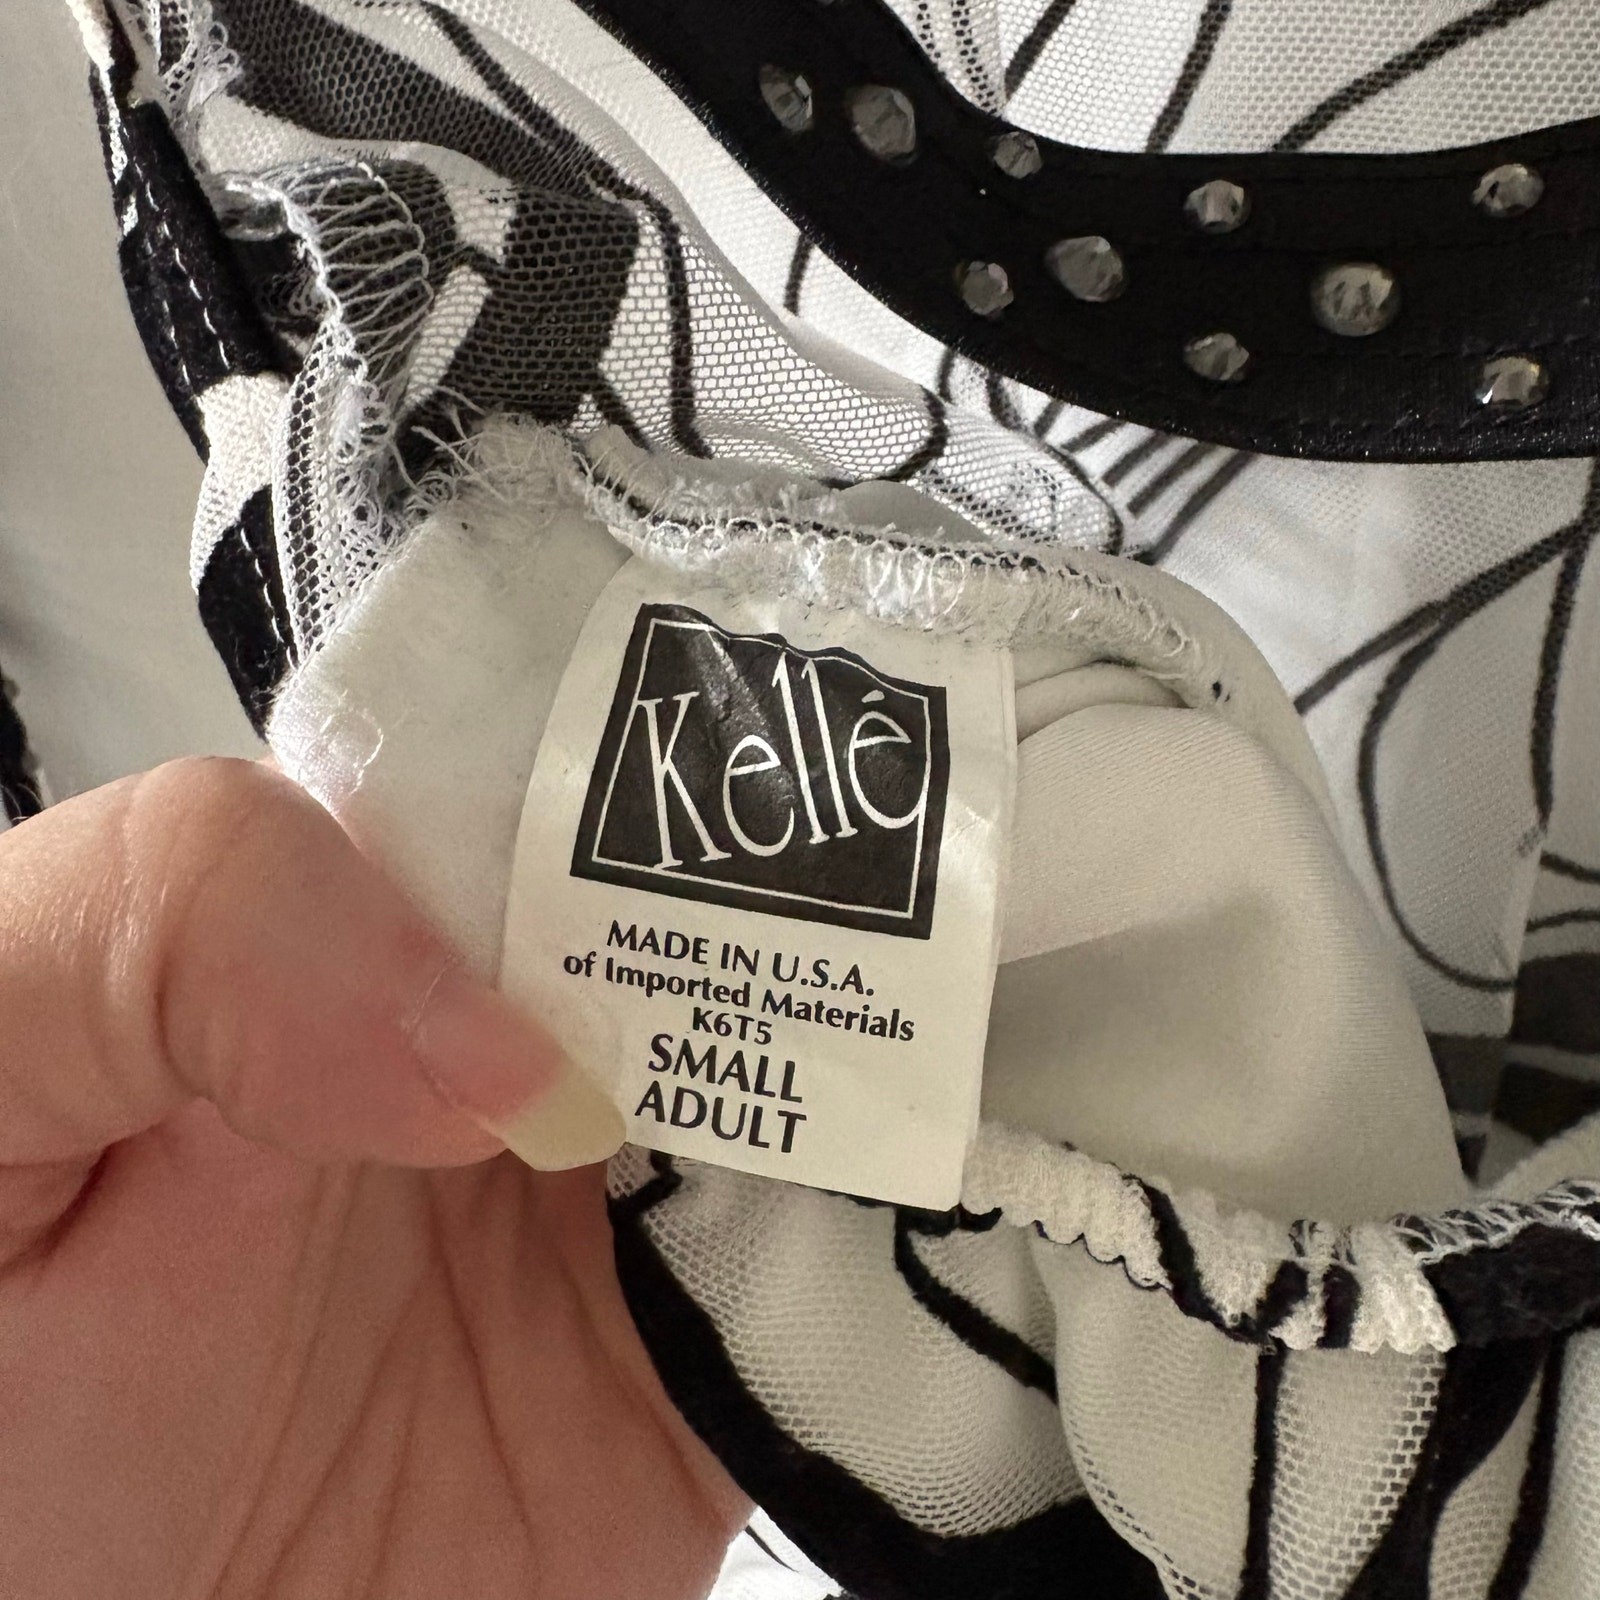 Kellé
MADE IN U.S.A.
of Imported Materials
K6T5
SMALL
ADULT